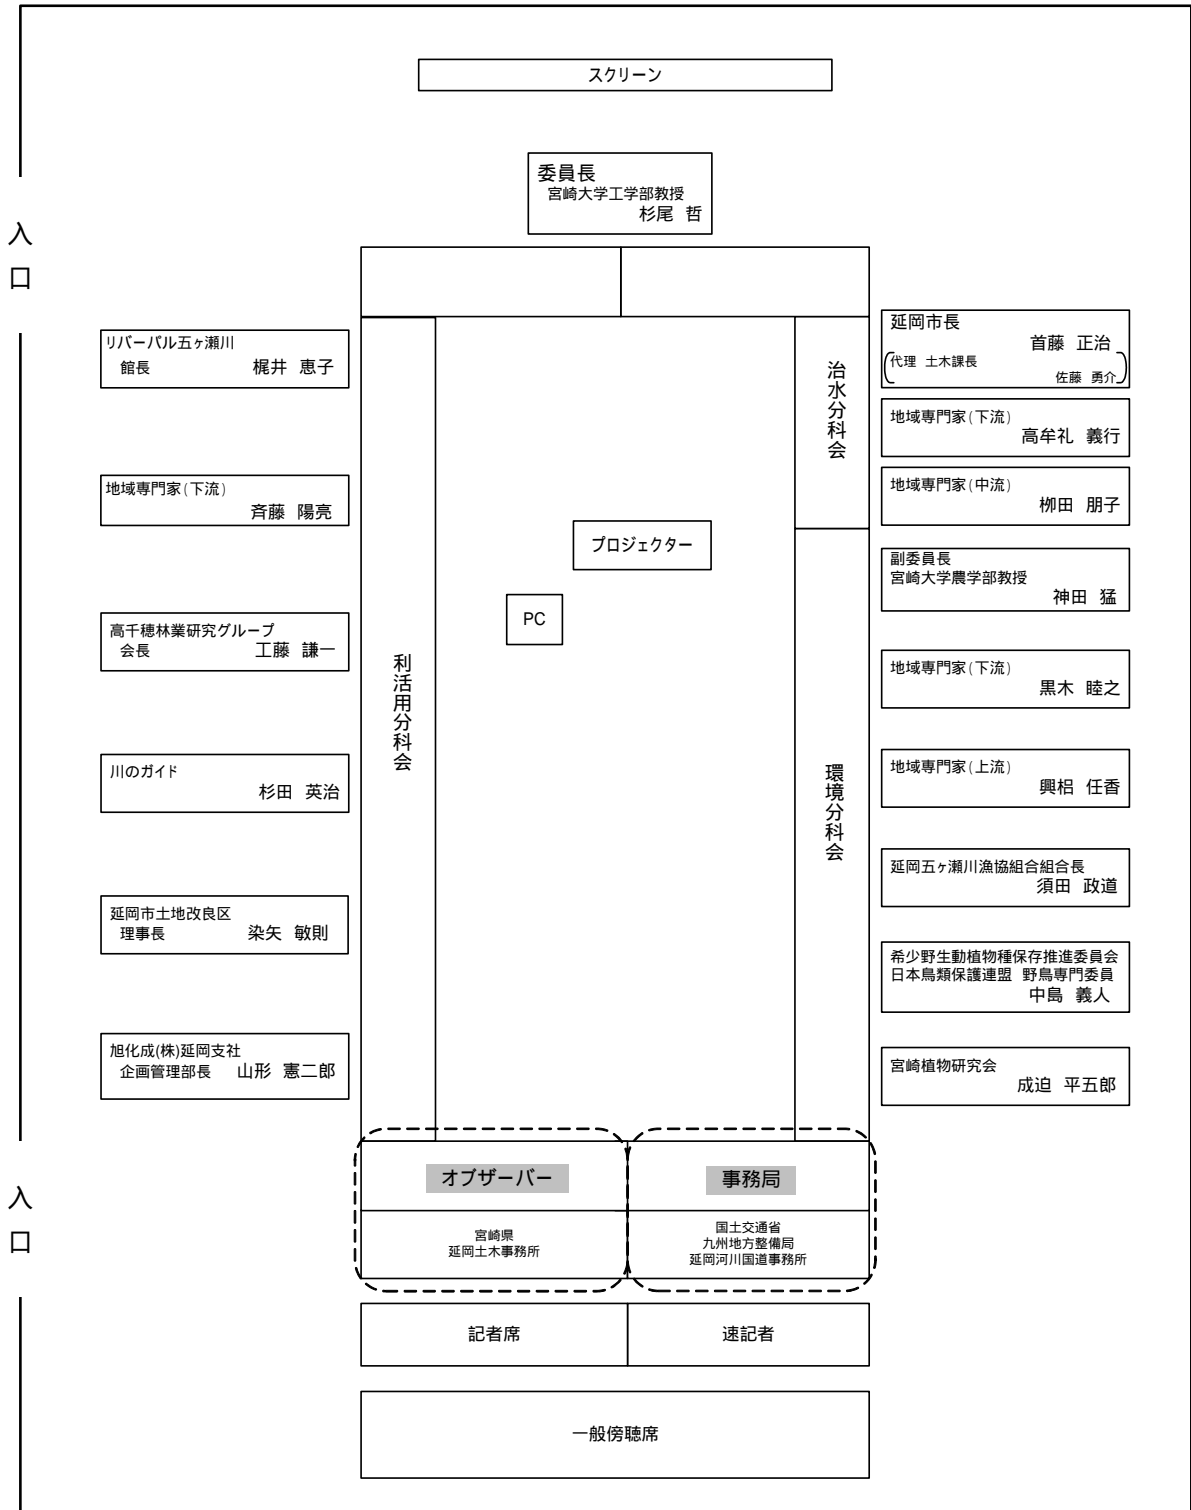 スクリーン
委員長
宮崎大学工学部教授
杉尾 哲
入口
リバーパル五ヶ瀬川
館長 梶井 恵子
地域専門家(下流)
斉藤 陽亮
高千穂林業研究グループ
会長 工藤 謙一
川のガイド
杉田 英治
延岡市土地改良区
理事長 染矢 敏則
旭化成(株)延岡支社
企画管理部長 山形 憲二郎
利活用分科会
プロジェクター
PC
治水分科会
環境分科会
延岡市長
首藤 正治
代理 土木課長
佐藤 勇介
地域専門家(下流)
高牟礼 義行
地域専門家(中流)
栁田 朋子
副委員長
宮崎大学農学部教授
神田 猛
地域専門家(下流)
黒木 睦之
地域専門家(上流)
興梠 任香
延岡五ヶ瀬川漁協組合組合長
須田 政道
希少野生動植物種保存推進委員会
日本鳥類保護連盟 野鳥専門委員
中島 義人
宮崎植物研究会
成迫 平五郎
入口
オブザーバー
宮崎県
延岡土木事務所
事務局
国土交通省
九州地方整備局
延岡河川国道事務所
記者席
速記者
一般傍聴席